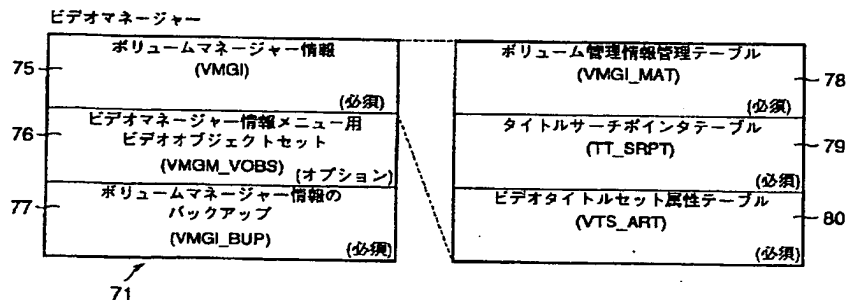 ビデオマネージャー
75
ボリュームマネージャー情報
(VMGI)
(必須)
76
ビデオマネージャー情報メニュー用
ビデオオブジェクトセット
(VMGM_VOBS)
(オプション)
77
ボリュームマネージャー情報の
バックアップ
(VMGI_BUP)
(必須)
71
ボリューム管理情報管理テーブル
(VMGI_MAT)
(必須)
78
タイトルサーチポインタテーブル
(TT_SRPT)
(必須)
79
ビデオタイトルセット属性テーブル
(VTS_ART)
(必須)
80